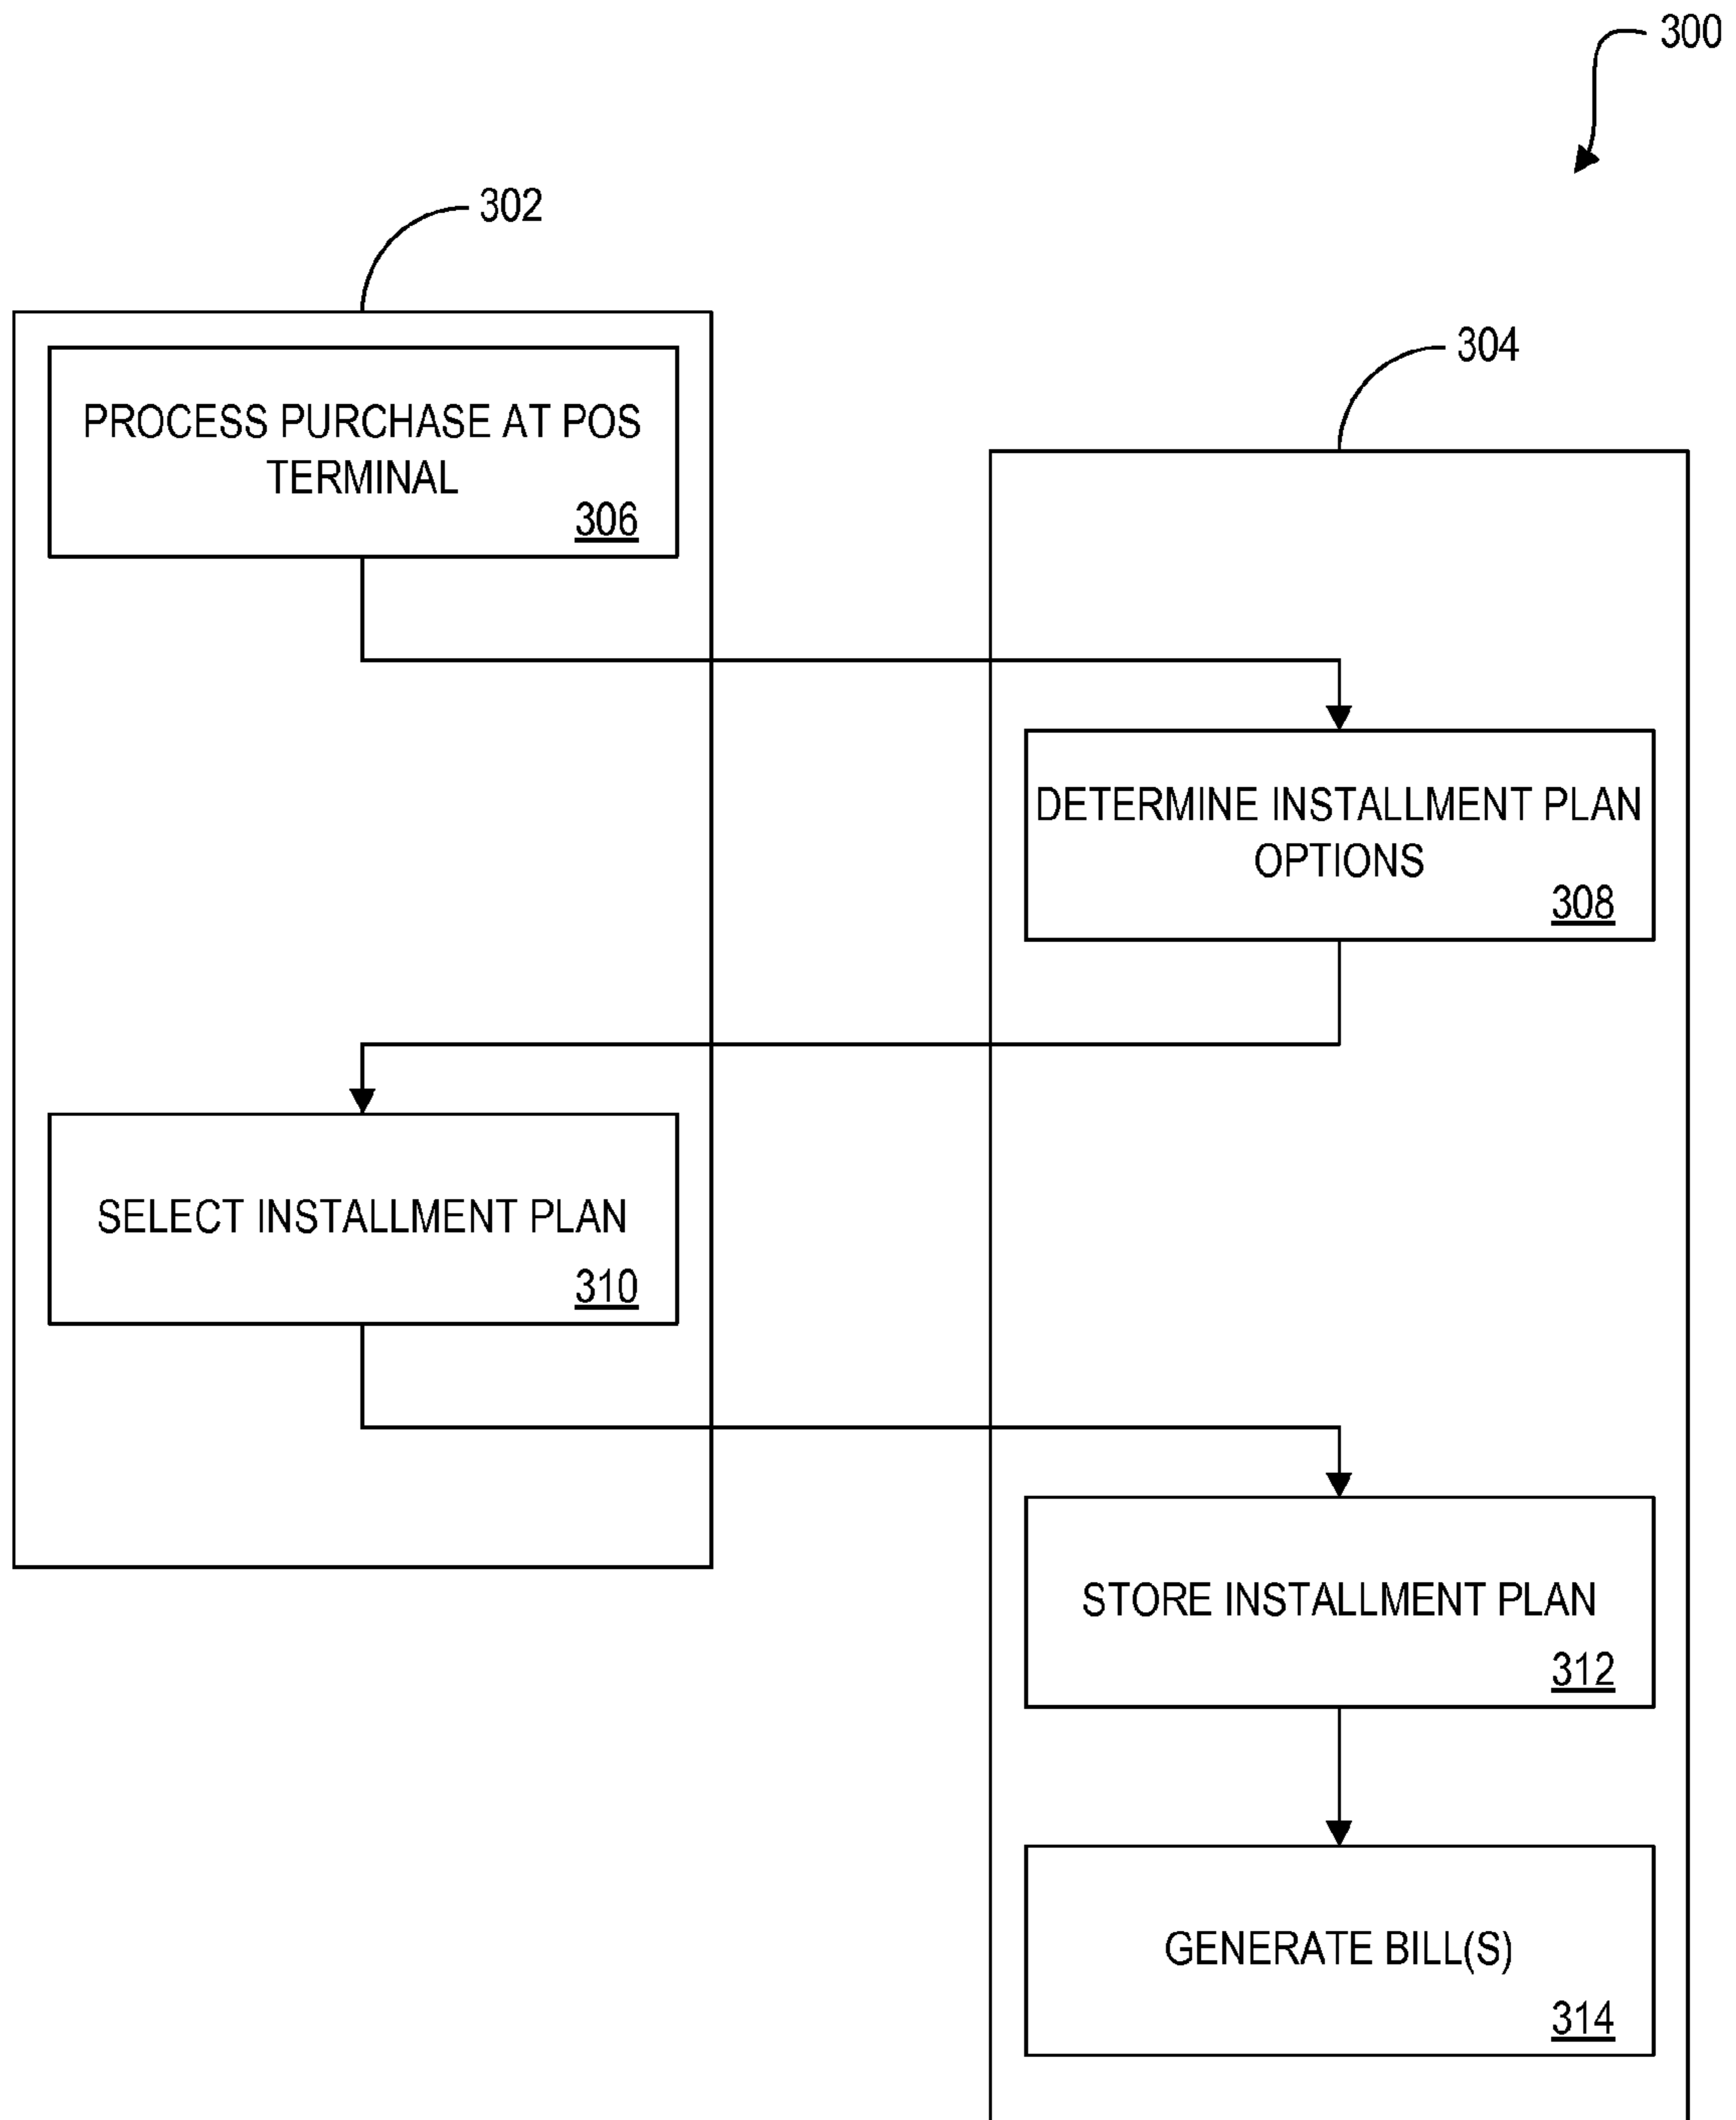 300
302
304
PROCESS PURCHASE AT POS
TERMINAL
306
DETERMINE INSTALLMENT PLAN
OPTIONS
308
SELECT INSTALLMENT PLAN
310
STORE INSTALLMENT PLAN
312
GENERATE BILL(S)
314